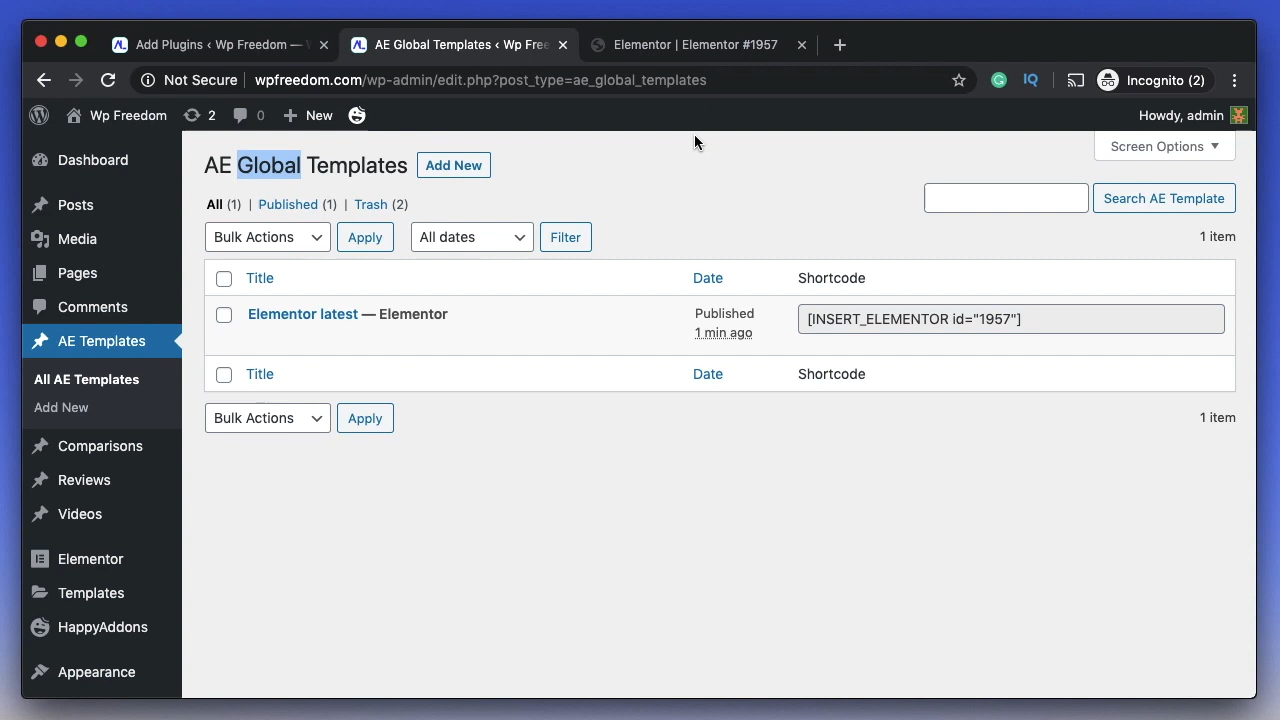 Add Plugins ‹ Wp Freedom —
AE Global Templates ‹ Wp Free
Elementor | Elementor #1957
Not Secure
wpfreedom.com/wp-admin/edit.php?post_type=ae_global_templates
IQ
Incognito (2)
Wp Freedom
2
0
New
Howdy, admin
Dashboard
Posts
Media
Pages
Comments
AE Templates
All AE Templates
Add New
Comparisons
Reviews
Videos
Elementor
Templates
HappyAddons
Appearance
Screen Options
AE Global Templates
Add New
All (1) | Published (1) | Trash (2)
Search AE Template
Bulk Actions
Apply
All dates
Filter
1 item
Title
Date
Shortcode
Elementor latest — Elementor
Published
1 min ago
[INSERT_ELEMENTOR id="1957"]
Title
Date
Shortcode
Bulk Actions
Apply
1 item